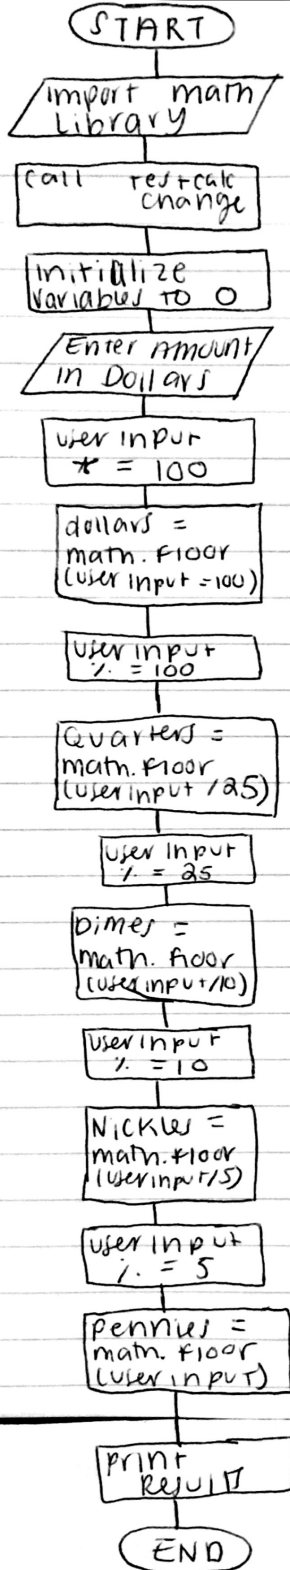 START
Import math
Library
call rest calc
change
initialize
variables to 0
Enter Amount
in Dollars
user input
* = 100
dollars =
math. floor
(user input = 100)
user input
% = 100
Quarters =
math. floor
(user input / 25)
user input
% = 25
Dimes =
math. floor
(user input/10)
user input
% = 10
Nickles =
math. floor
(user input/5)
user input
% = 5
pennies =
math. floor
(user input)
print
Result
END